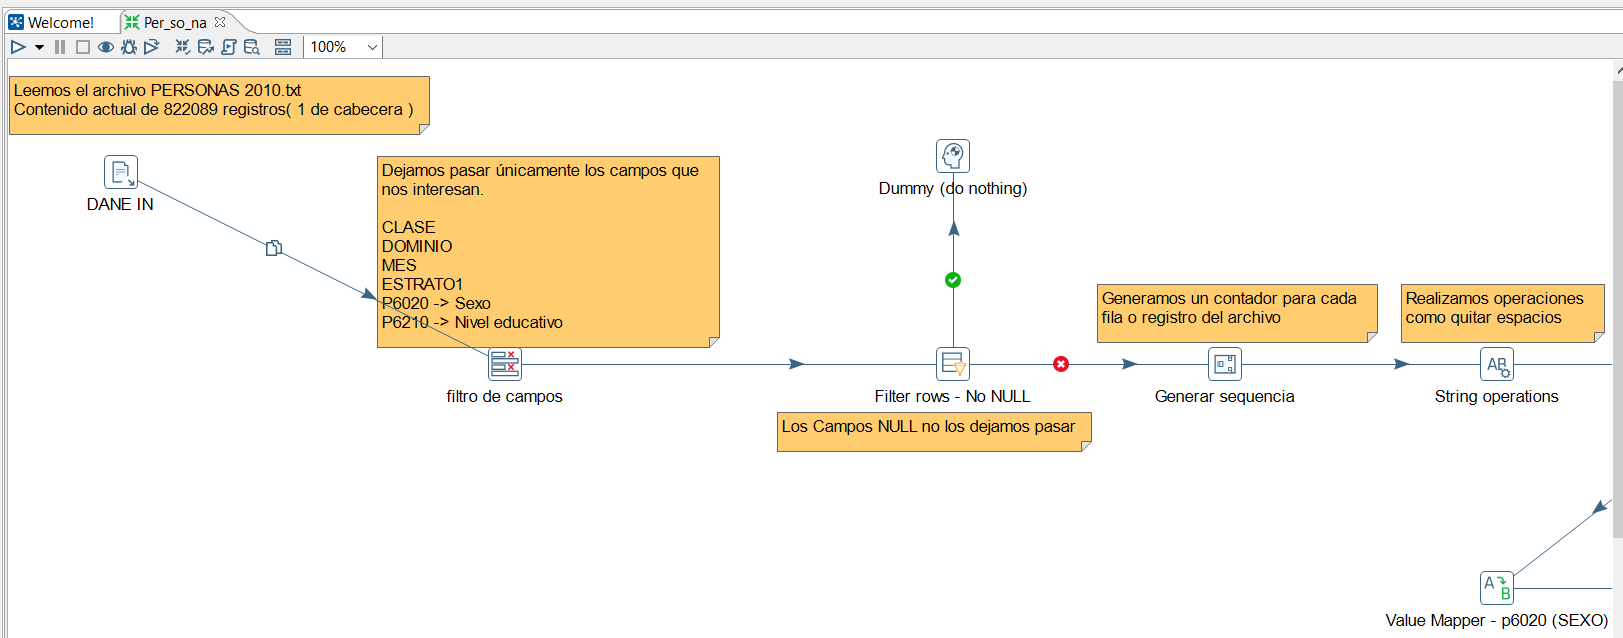 Welcome!
Per_so_na
100%
Leemos el archivo PERSONAS 2010.txt
Contenido actual de 822089 registros( 1 de cabecera )
DANE IN
Dejamos pasar únicamente los campos que
nos interesan.
CLASE
DOMINIO
MES
ESTRATO1
P6020 -> Sexo
P6210 -> Nivel educativo
filtro de campos
Dummy (do nothing)
Filter rows - No NULL
Los Campos NULL no los dejamos pasar
Generamos un contador para cada
fila o registro del archivo
Generar sequencia
Realizamos operaciones
como quitar espacios
AB
String operations
A
B
Value Mapper - p6020 (SEXO)